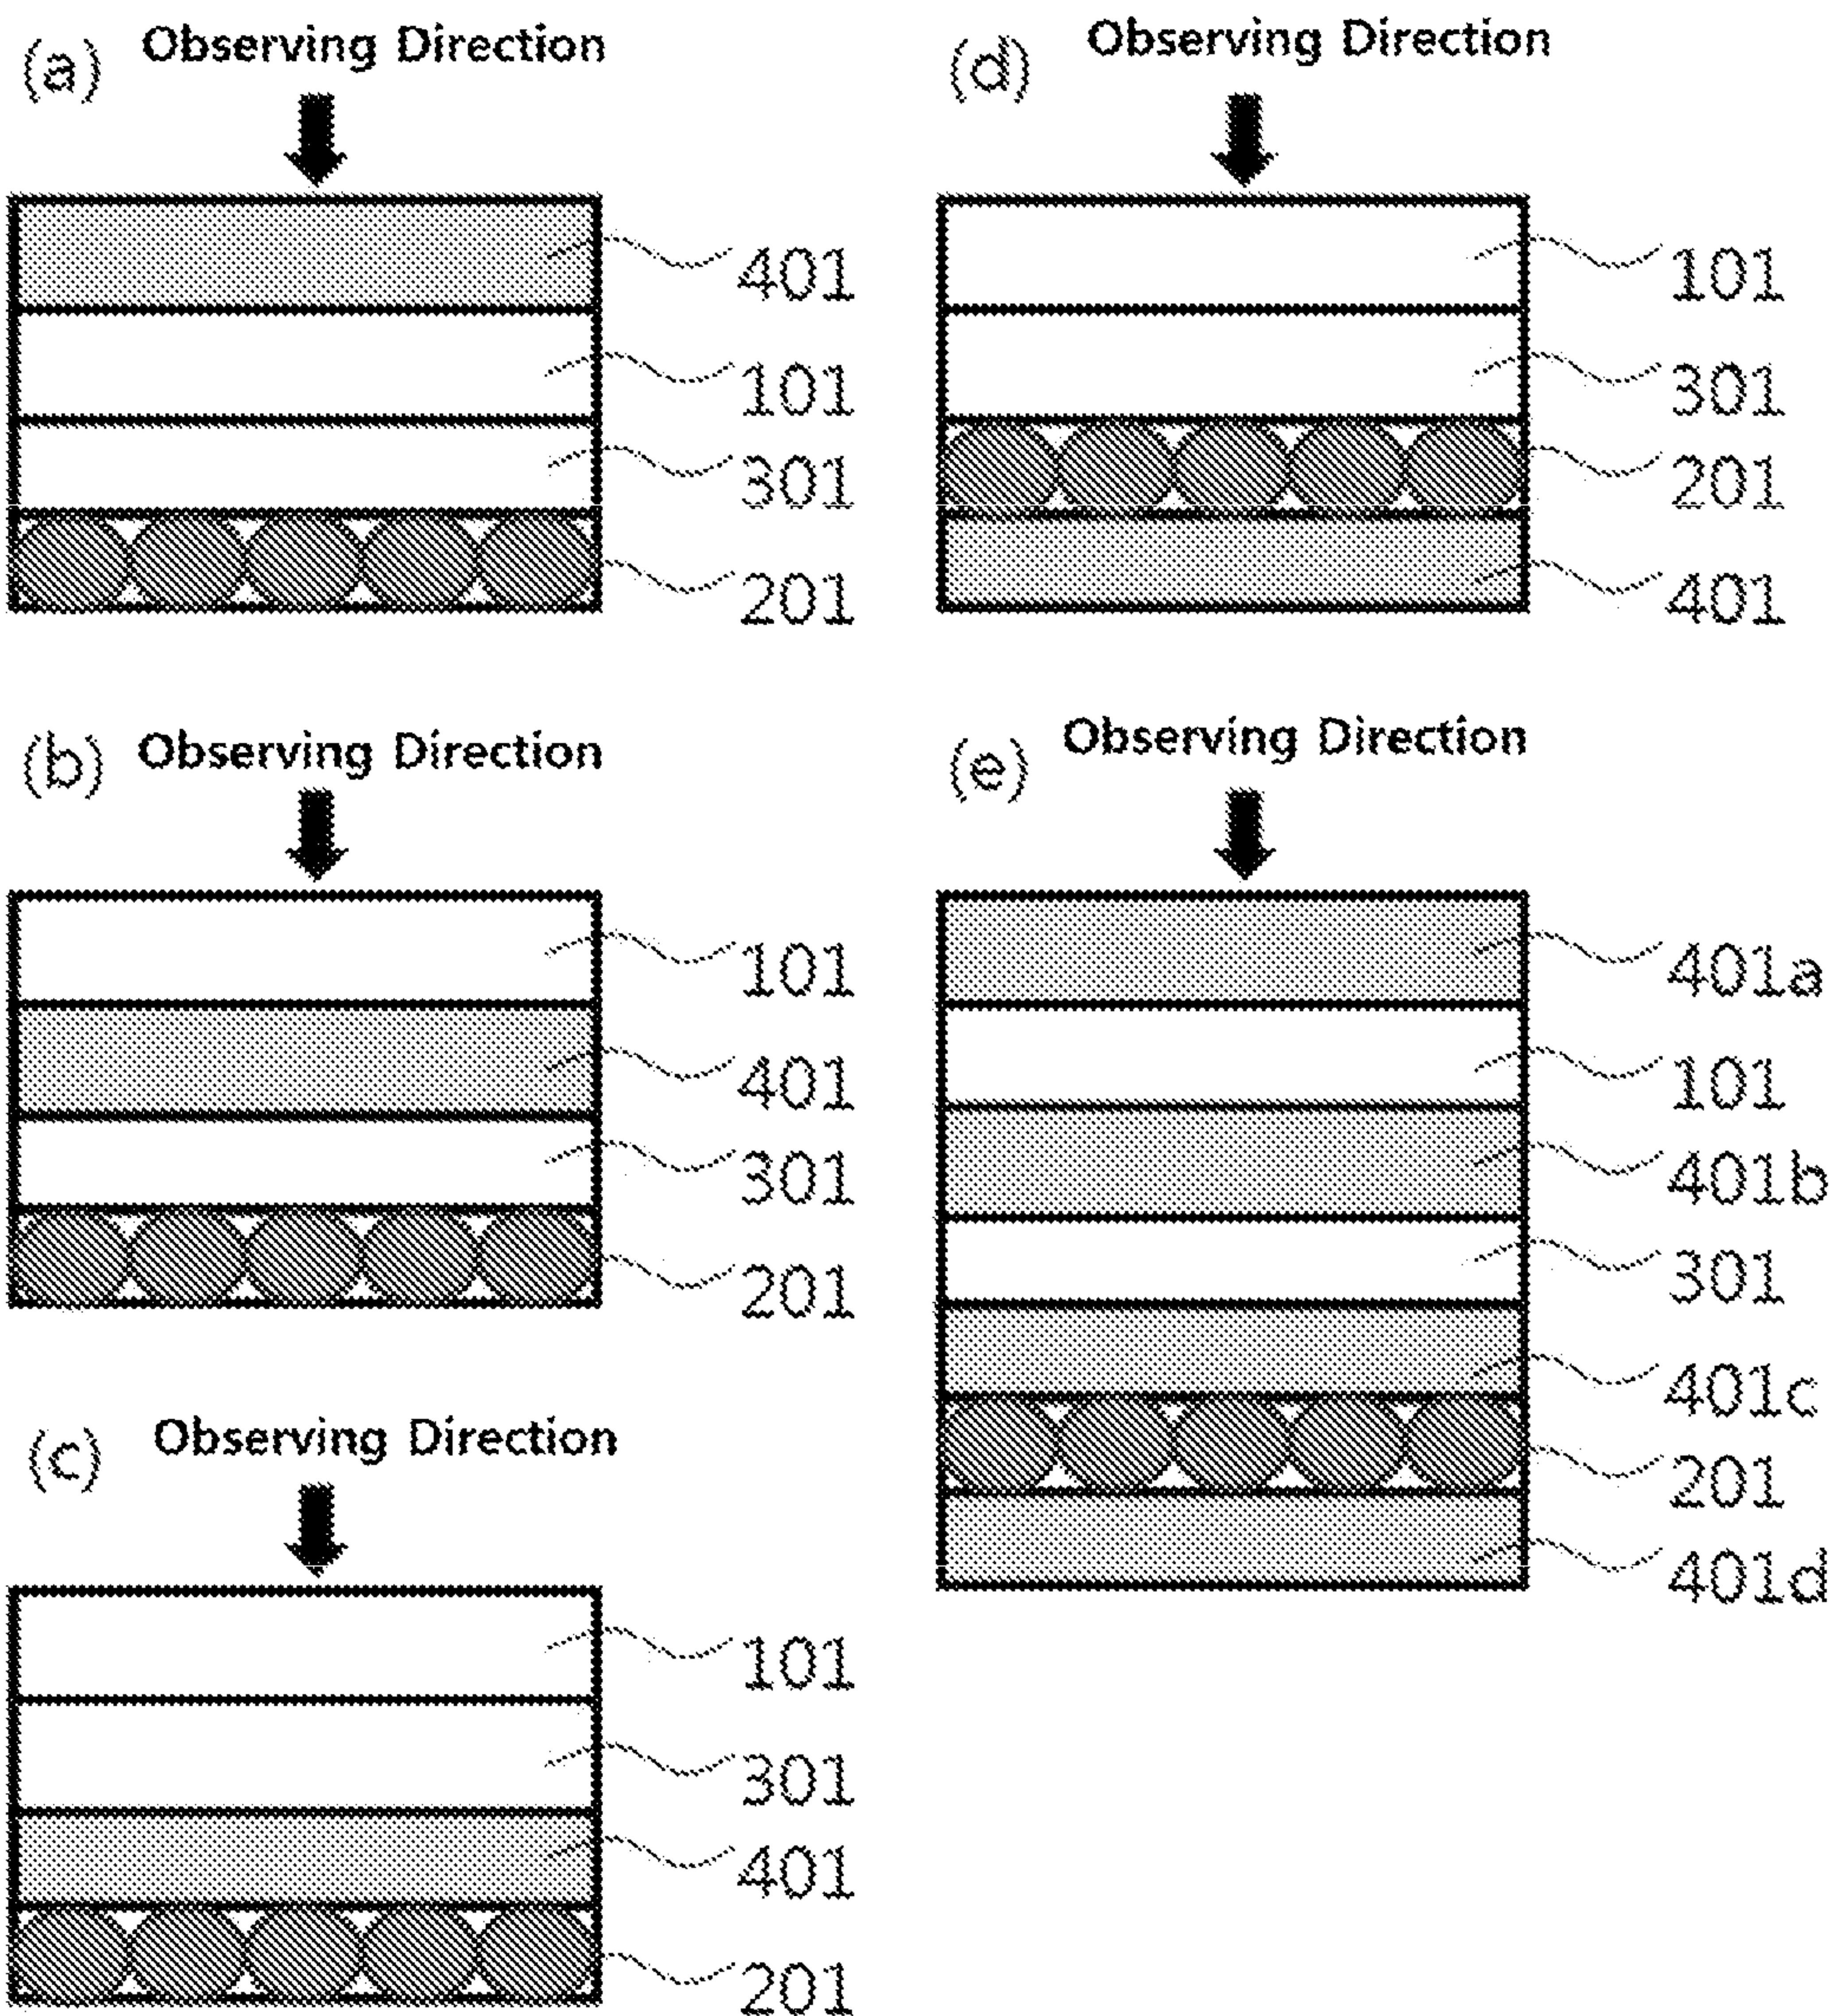 (a) Observing Direction
401
101
301
201
(b) Observing Direction
101
401
301
201
(c) Observing Direction
101
301
401
201
(d) Observing Direction
101
301
201
401
(e) Observing Direction
401a
101
401b
301
401c
201
401d